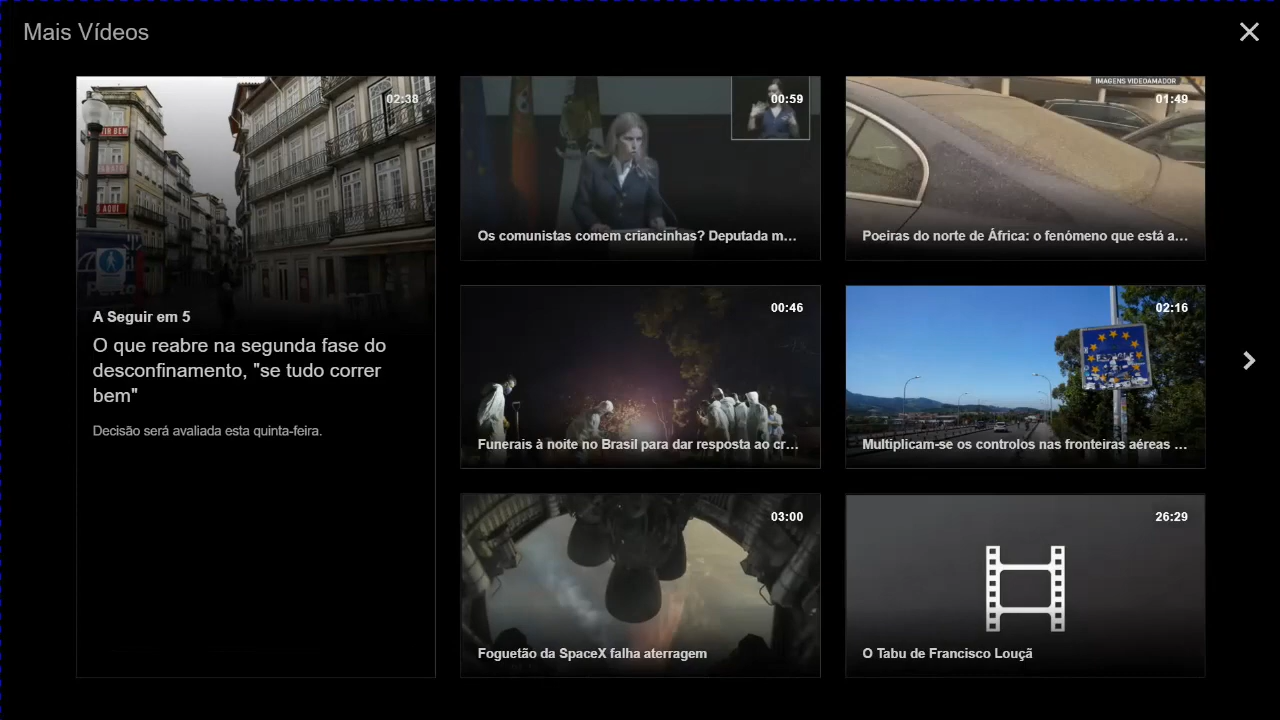 Mais Vídeos
02:38
A Seguir em 5
O que reabre na segunda fase do
desconfinamento, "se tudo correr
bem"
Decisão será avaliada esta quinta-feira.
00:59
Os comunistas comem criancinhas? Deputada m...
IMAGENS VIDEOAMADOR
01:49
Poeiras do norte de África: o fenómeno que está a...
00:46
Funerais à noite no Brasil para dar resposta ao cr...
02:16
Multiplicam-se os controlos nas fronteiras aéreas ...
03:00
Foguetão da SpaceX falha aterragem
26:29
O Tabu de Francisco Louçã